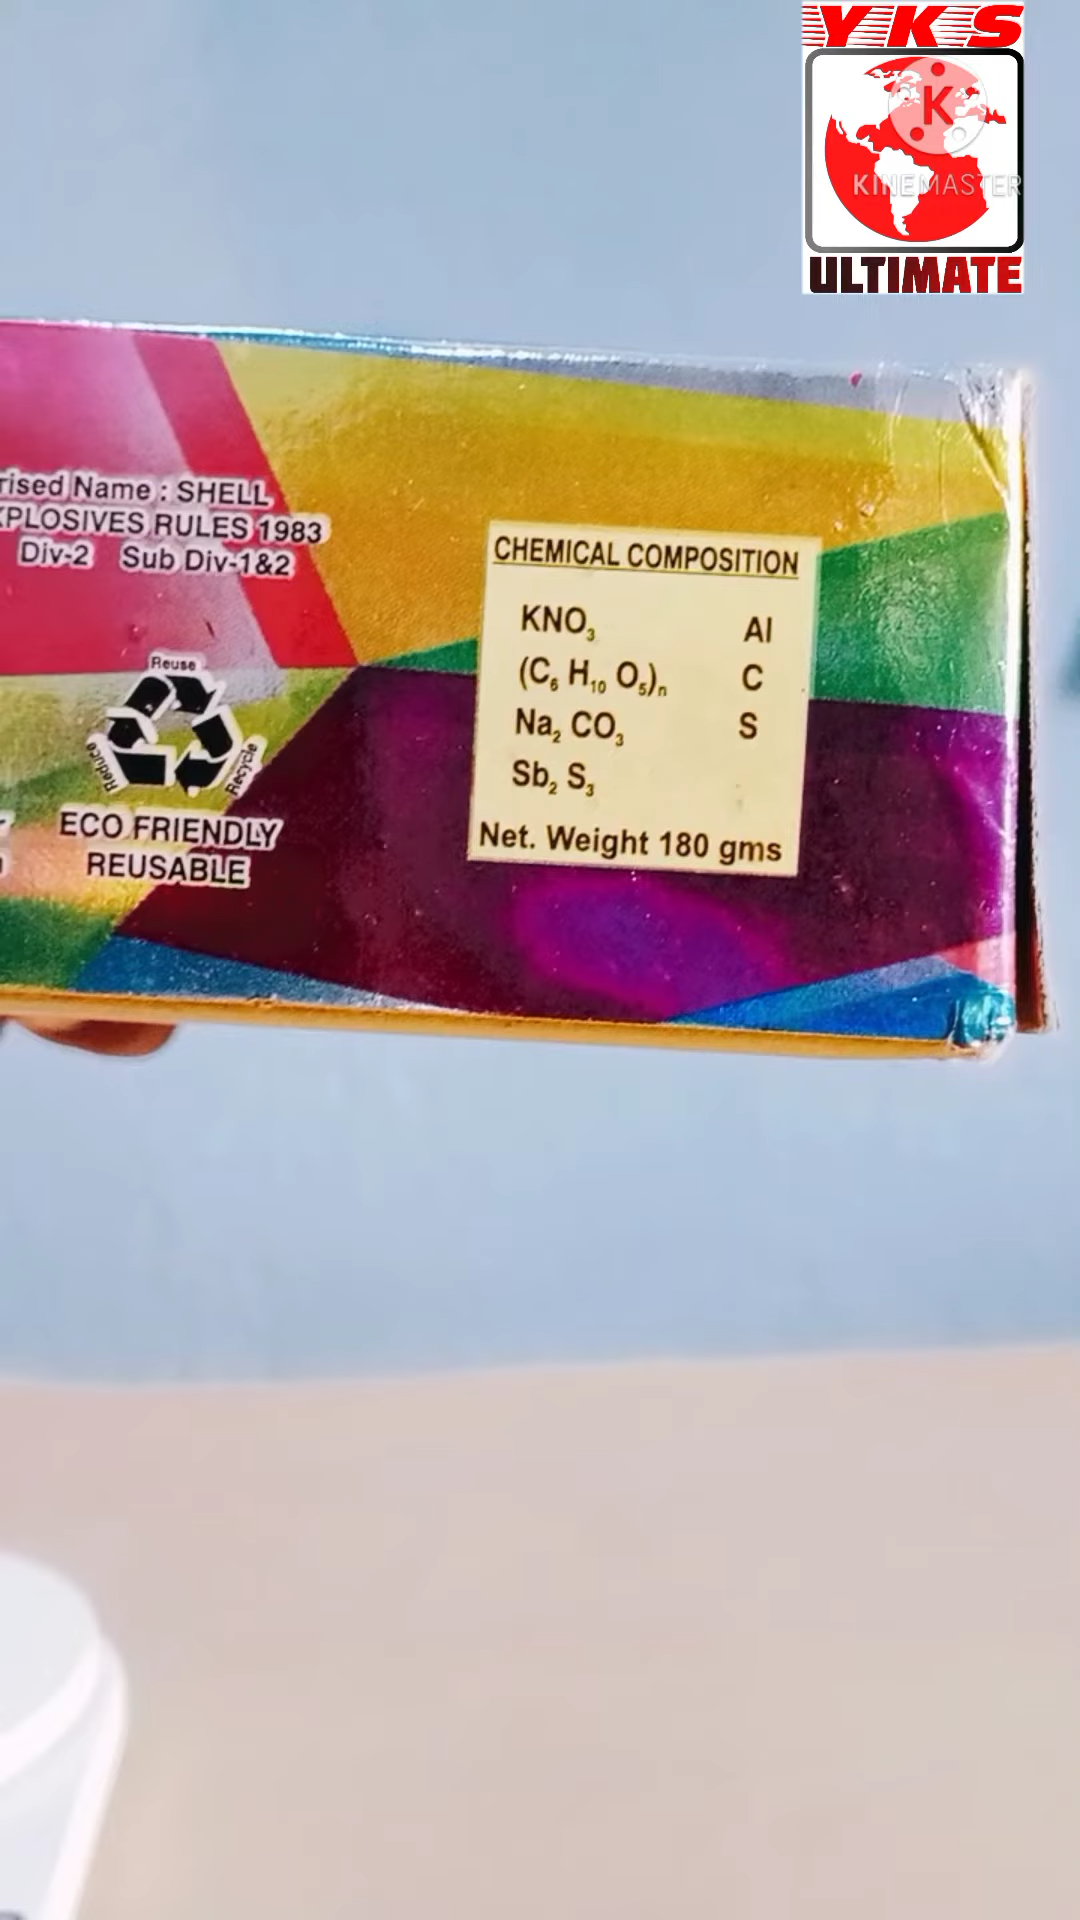 YKS
K
KINEMASTER
ULTIMATE
rised Name : SHELL
XPLOSIVES RULES 1983
Div-2 Sub Div-1&2
Reuse
Reduce
Recycle
ECO FRIENDLY
REUSABLE
CHEMICAL COMPOSITION
KNO₃ Al
(C₆ H₁₀ O₅)ₙ C
Na₂ CO₃ S
Sb₂ S₃
Net. Weight 180 gms